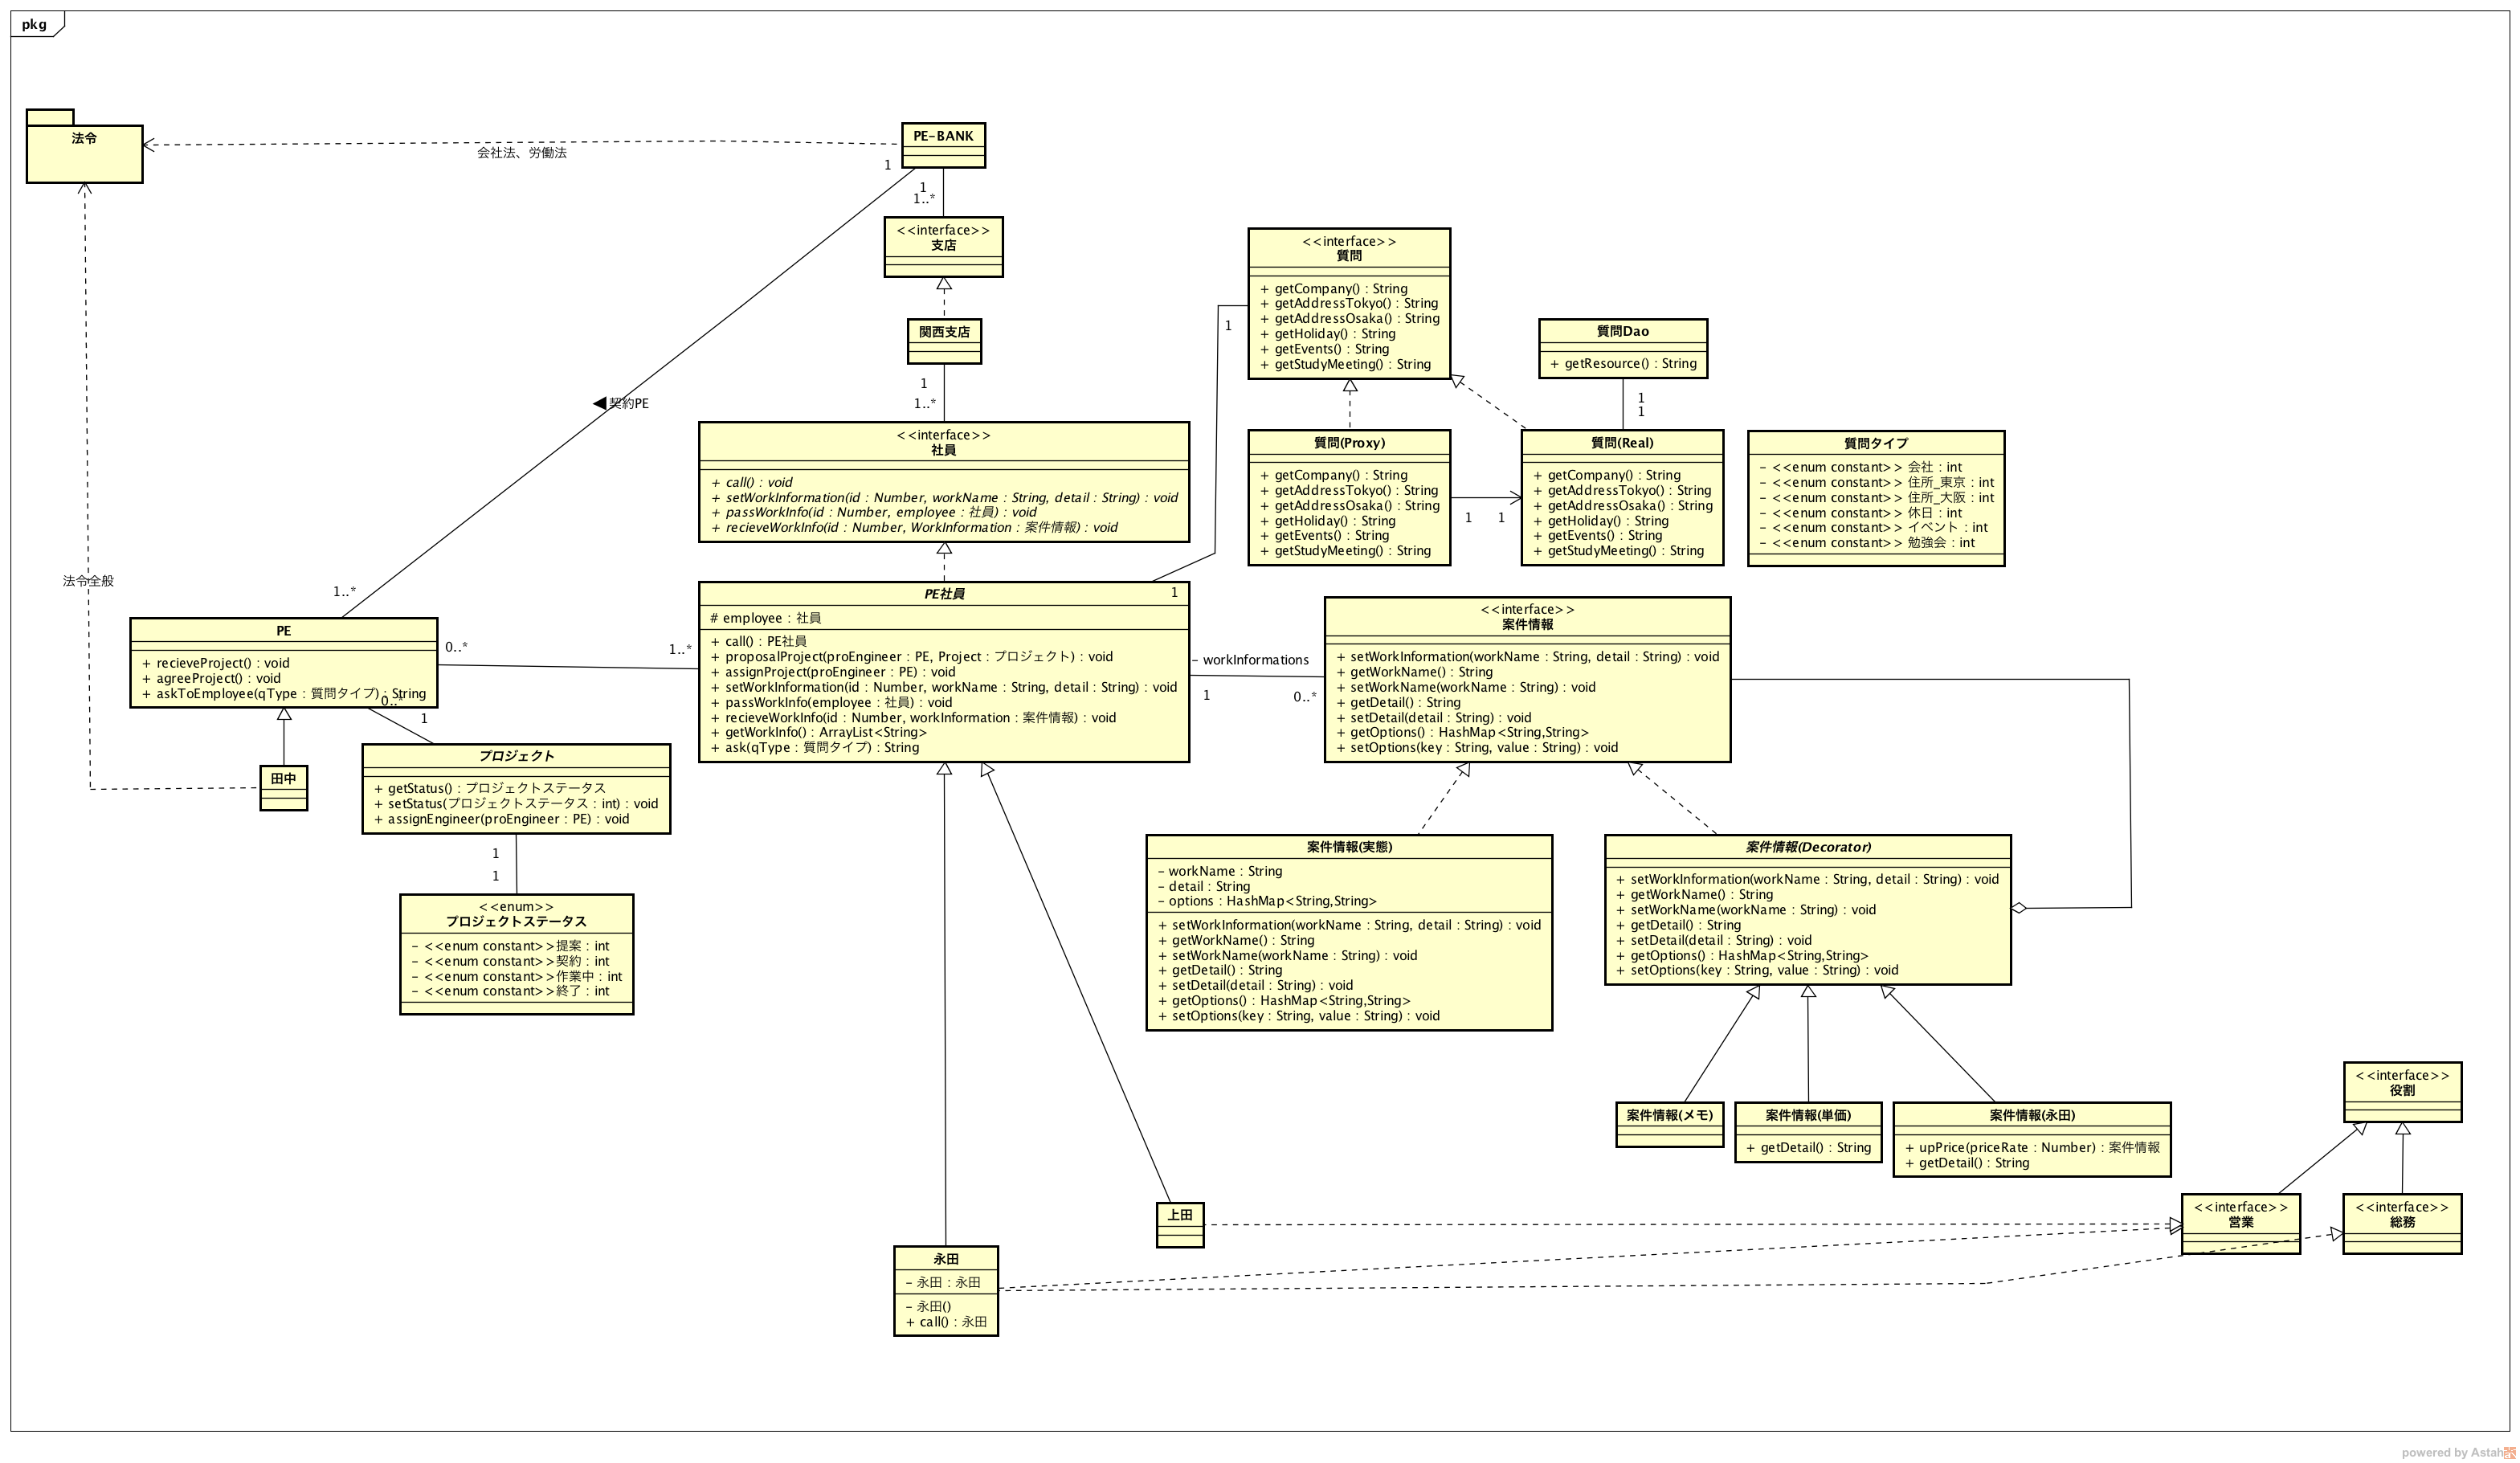 pkg
法令
会社法、労働法
PE-BANK
1
1
1..*
<<interface>>
支店
関西支店
1
1..*
契約PE
<<interface>>
社員
+ call() : void
+ setWorkInformation(id : Number, workName : String, detail : String) : void
+ passWorkInfo(id : Number, employee : 社員) : void
+ recieveWorkInfo(id : Number, WorkInformation : 案件情報) : void
<<interface>>
質問
+ getCompany() : String
+ getAddressTokyo() : String
+ getAddressOsaka() : String
+ getHoliday() : String
+ getEvents() : String
+ getStudyMeeting() : String
1
質問Dao
+ getResource() : String
1
1
質問(Proxy)
+ getCompany() : String
+ getAddressTokyo() : String
+ getAddressOsaka() : String
+ getHoliday() : String
+ getEvents() : String
+ getStudyMeeting() : String
1
1
質問(Real)
+ getCompany() : String
+ getAddressTokyo() : String
+ getAddressOsaka() : String
+ getHoliday() : String
+ getEvents() : String
+ getStudyMeeting() : String
質問タイプ
- <<enum constant>> 会社 : int
- <<enum constant>> 住所_東京 : int
- <<enum constant>> 住所_大阪 : int
- <<enum constant>> 休日 : int
- <<enum constant>> イベント : int
- <<enum constant>> 勉強会 : int
法令全般
1..*
PE
+ recieveProject() : void
+ agreeProject() : void
+ askToEmployee(qType : 質問タイプ) : String
0..*
1..*
0..*
1
PE社員
1
# employee : 社員
+ call() : PE社員
+ proposalProject(proEngineer : PE, Project : プロジェクト) : void
+ assignProject(proEngineer : PE) : void
+ setWorkInformation(id : Number, workName : String, detail : String) : void
+ passWorkInfo(employee : 社員) : void
+ recieveWorkInfo(id : Number, workInformation : 案件情報) : void
+ getWorkInfo() : ArrayList<String>
+ ask(qType : 質問タイプ) : String
- workInformations
1
0..*
<<interface>>
案件情報
+ setWorkInformation(workName : String, detail : String) : void
+ getWorkName() : String
+ setWorkName(workName : String) : void
+ getDetail() : String
+ setDetail(detail : String) : void
+ getOptions() : HashMap<String,String>
+ setOptions(key : String, value : String) : void
田中
プロジェクト
+ getStatus() : プロジェクトステータス
+ setStatus(プロジェクトステータス : int) : void
+ assignEngineer(proEngineer : PE) : void
1
1
<<enum>>
プロジェクトステータス
- <<enum constant>>提案 : int
- <<enum constant>>契約 : int
- <<enum constant>>作業中 : int
- <<enum constant>>終了 : int
案件情報(実態)
- workName : String
- detail : String
- options : HashMap<String,String>
+ setWorkInformation(workName : String, detail : String) : void
+ getWorkName() : String
+ setWorkName(workName : String) : void
+ getDetail() : String
+ setDetail(detail : String) : void
+ getOptions() : HashMap<String,String>
+ setOptions(key : String, value : String) : void
案件情報(Decorator)
+ setWorkInformation(workName : String, detail : String) : void
+ getWorkName() : String
+ setWorkName(workName : String) : void
+ getDetail() : String
+ setDetail(detail : String) : void
+ getOptions() : HashMap<String,String>
+ setOptions(key : String, value : String) : void
案件情報(メモ)
案件情報(単価)
+ getDetail() : String
案件情報(永田)
+ upPrice(priceRate : Number) : 案件情報
+ getDetail() : String
<<interface>>
役割
<<interface>>
営業
<<interface>>
総務
上田
永田
- 永田 : 永田
- 永田()
+ call() : 永田
powered by Astah